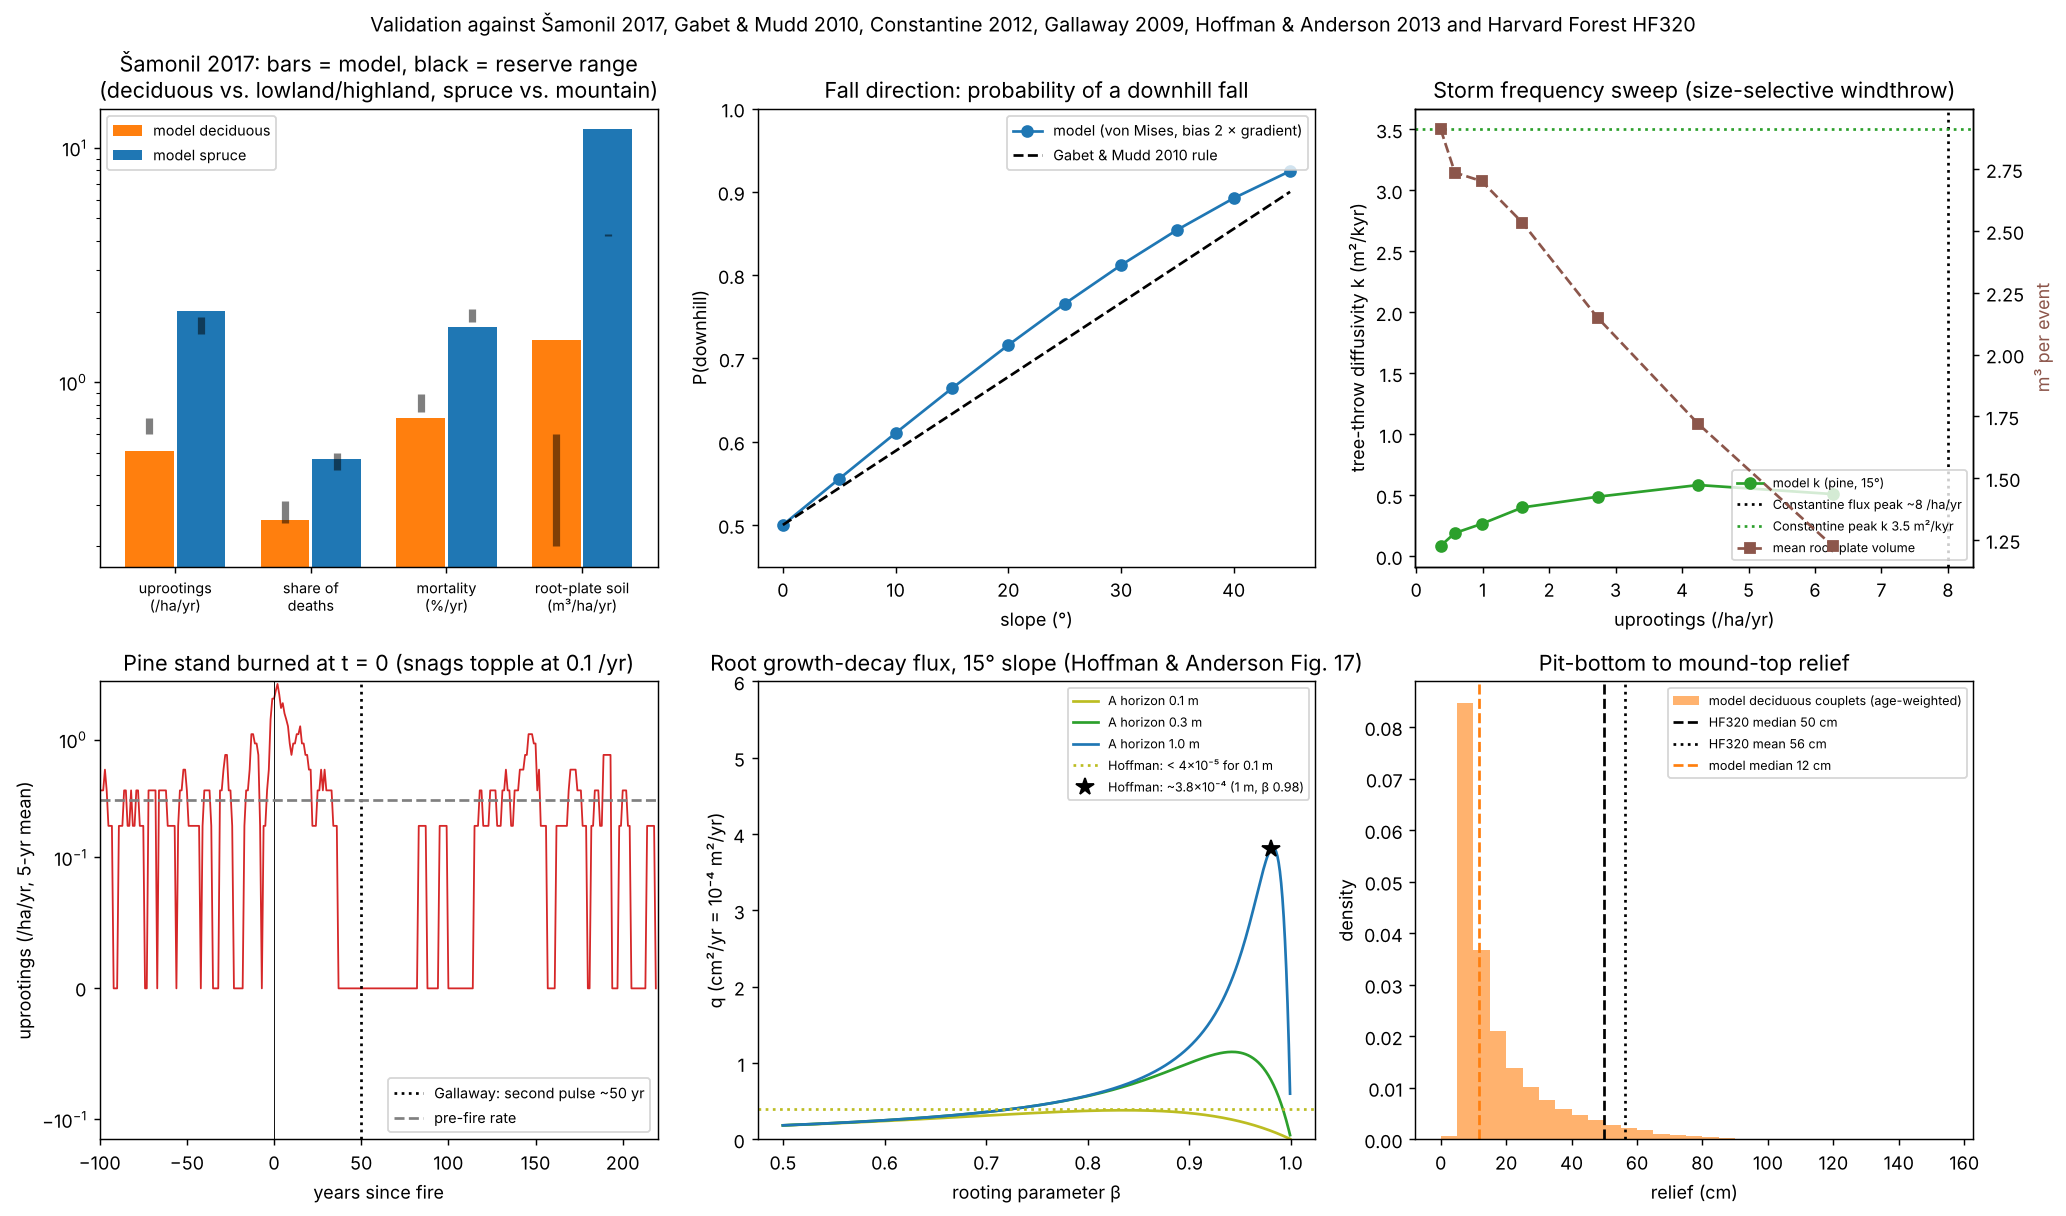 Validation against Šamonil 2017, Gabet & Mudd 2010, Constantine 2012, Gallaway 2009, Hoffman & Anderson 2013 and Harvard Forest HF320
Šamonil 2017: bars = model, black = reserve range
(deciduous vs. lowland/highland, spruce vs. mountain)
model deciduous
model spruce
10¹
10⁰
uprootings
(/ha/yr)
share of
deaths
mortality
(%/yr)
root-plate soil
(m³/ha/yr)
Fall direction: probability of a downhill fall
model (von Mises, bias 2 × gradient)
Gabet & Mudd 2010 rule
P(downhill)
1.0
0.9
0.8
0.7
0.6
0.5
0
10
20
30
40
slope (°)
Storm frequency sweep (size-selective windthrow)
tree-throw diffusivity k (m²/kyr)
3.5
3.0
2.5
2.0
1.5
1.0
0.5
0.0
2.75
2.50
2.25
2.00
1.75
1.50
1.25
m³ per event
model k (pine, 15°)
Constantine flux peak ~8 /ha/yr
Constantine peak k 3.5 m²/kyr
mean root-plate volume
0
1
2
3
4
5
6
7
8
uprootings (/ha/yr)
Pine stand burned at t = 0 (snags topple at 0.1 /yr)
uprootings (/ha/yr, 5-yr mean)
10⁰
10⁻¹
0
−10⁻¹
Gallaway: second pulse ~50 yr
pre-fire rate
−100
−50
0
50
100
150
200
years since fire
Root growth-decay flux, 15° slope (Hoffman & Anderson Fig. 17)
q (cm²/yr = 10⁻⁴ m²/yr)
6
5
4
3
2
1
0
A horizon 0.1 m
A horizon 0.3 m
A horizon 1.0 m
Hoffman: < 4×10⁻⁵ for 0.1 m
Hoffman: ~3.8×10⁻⁴ (1 m, β 0.98)
0.5
0.6
0.7
0.8
0.9
1.0
rooting parameter β
Pit-bottom to mound-top relief
density
0.08
0.07
0.06
0.05
0.04
0.03
0.02
0.01
0.00
model deciduous couplets (age-weighted)
HF320 median 50 cm
HF320 mean 56 cm
model median 12 cm
0
20
40
60
80
100
120
140
160
relief (cm)